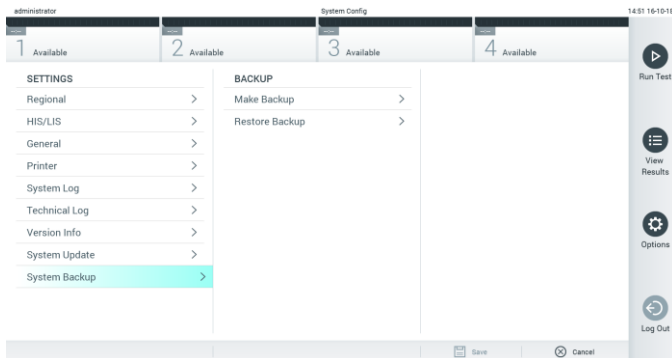 administrator System Config 14:51 16-10-18
--:-- --:-- --:-- --:--
1 Available 2 Available 3 Available 4 Available
SETTINGS
Regional
HIS/LIS
General
Printer
System Log
Technical Log
Version Info
System Update
System Backup
BACKUP
Make Backup
Restore Backup
Run Test
View
Results
Options
Log Out
Save Cancel